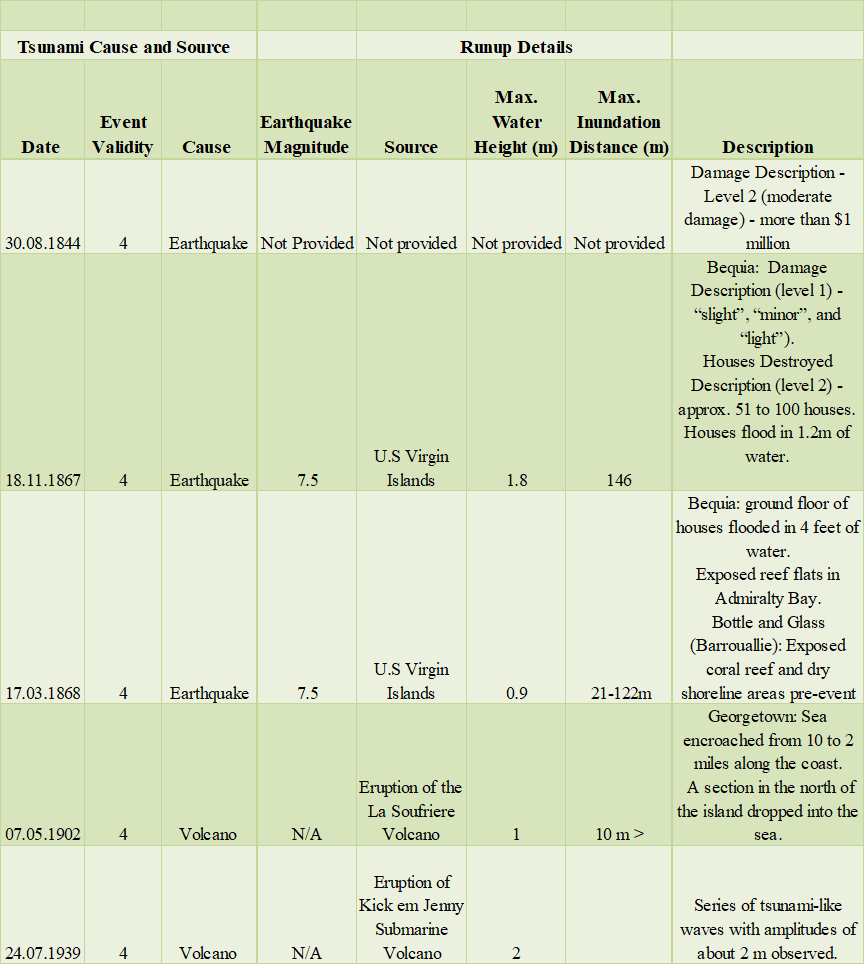 Tsunami Cause and Source
Runup Details
Date
Event
Validity
Cause
Earthquake
Magnitude
Source
Max.
Water
Height (m)
Max.
Inundation
Distance (m)
Description
30.08.1844
4
Earthquake
Not Provided
Not provided
Not provided
Not provided
Damage Description -
Level 2 (moderate
damage) - more than $1
million
18.11.1867
4
Earthquake
7.5
U.S Virgin
Islands
1.8
146
Bequia:  Damage
Description (level 1) -
“slight”, “minor”, and
“light”).
Houses Destroyed
Description (level 2) -
approx. 51 to 100 houses.
Houses flood in 1.2m of
water.
17.03.1868
4
Earthquake
7.5
U.S Virgin
Islands
0.9
21-122m
Bequia: ground floor of
houses flooded in 4 feet of
water.
Exposed reef flats in
Admiralty Bay.
Bottle and Glass
(Barrouallie): Exposed
coral reef and dry
shoreline areas pre-event
07.05.1902
4
Volcano
N/A
Eruption of the
La Soufriere
Volcano
1
10 m >
Georgetown: Sea
encroached from 10 to 2
miles along the coast.
A section in the north of
the island dropped into the
sea.
24.07.1939
4
Volcano
N/A
Eruption of
Kick em Jenny
Submarine
Volcano
2
Series of tsunami-like
waves with amplitudes of
about 2 m observed.